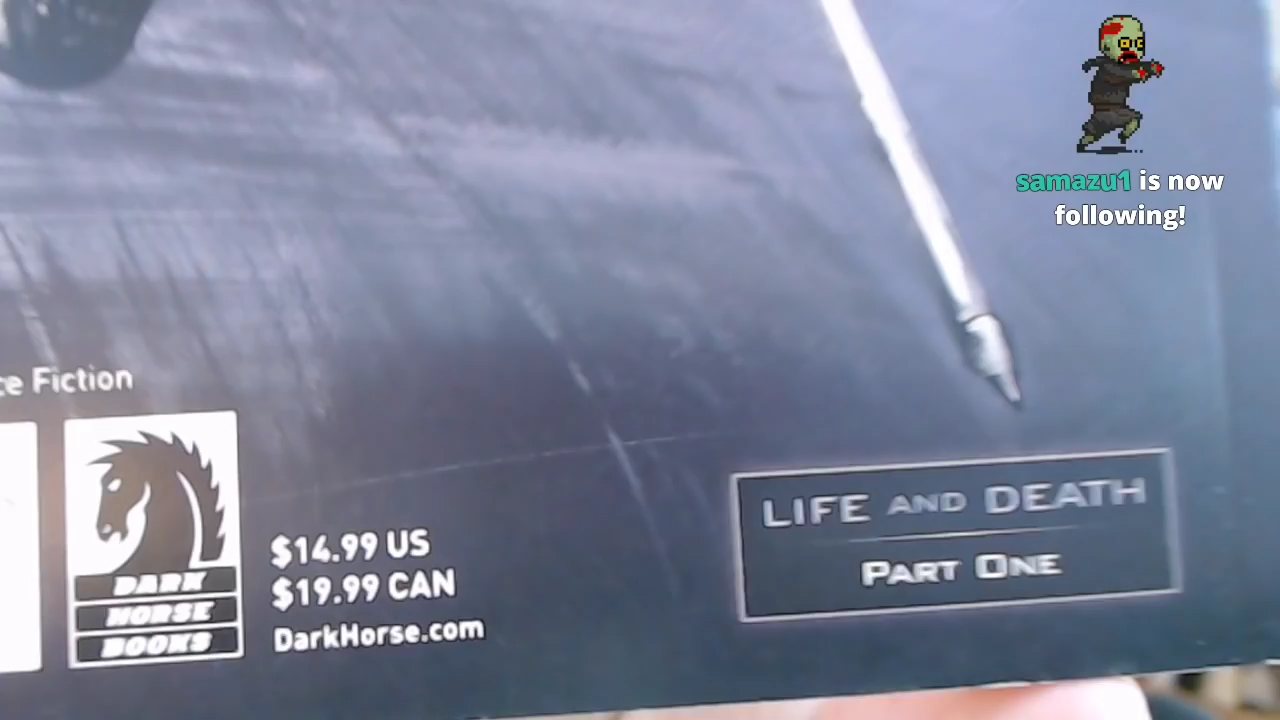 samazu1 is now
following!
ce Fiction
DARK
HORSE
BOOKS
$14.99 US
$19.99 CAN
DarkHorse.com
LIFE AND DEATH
PART ONE